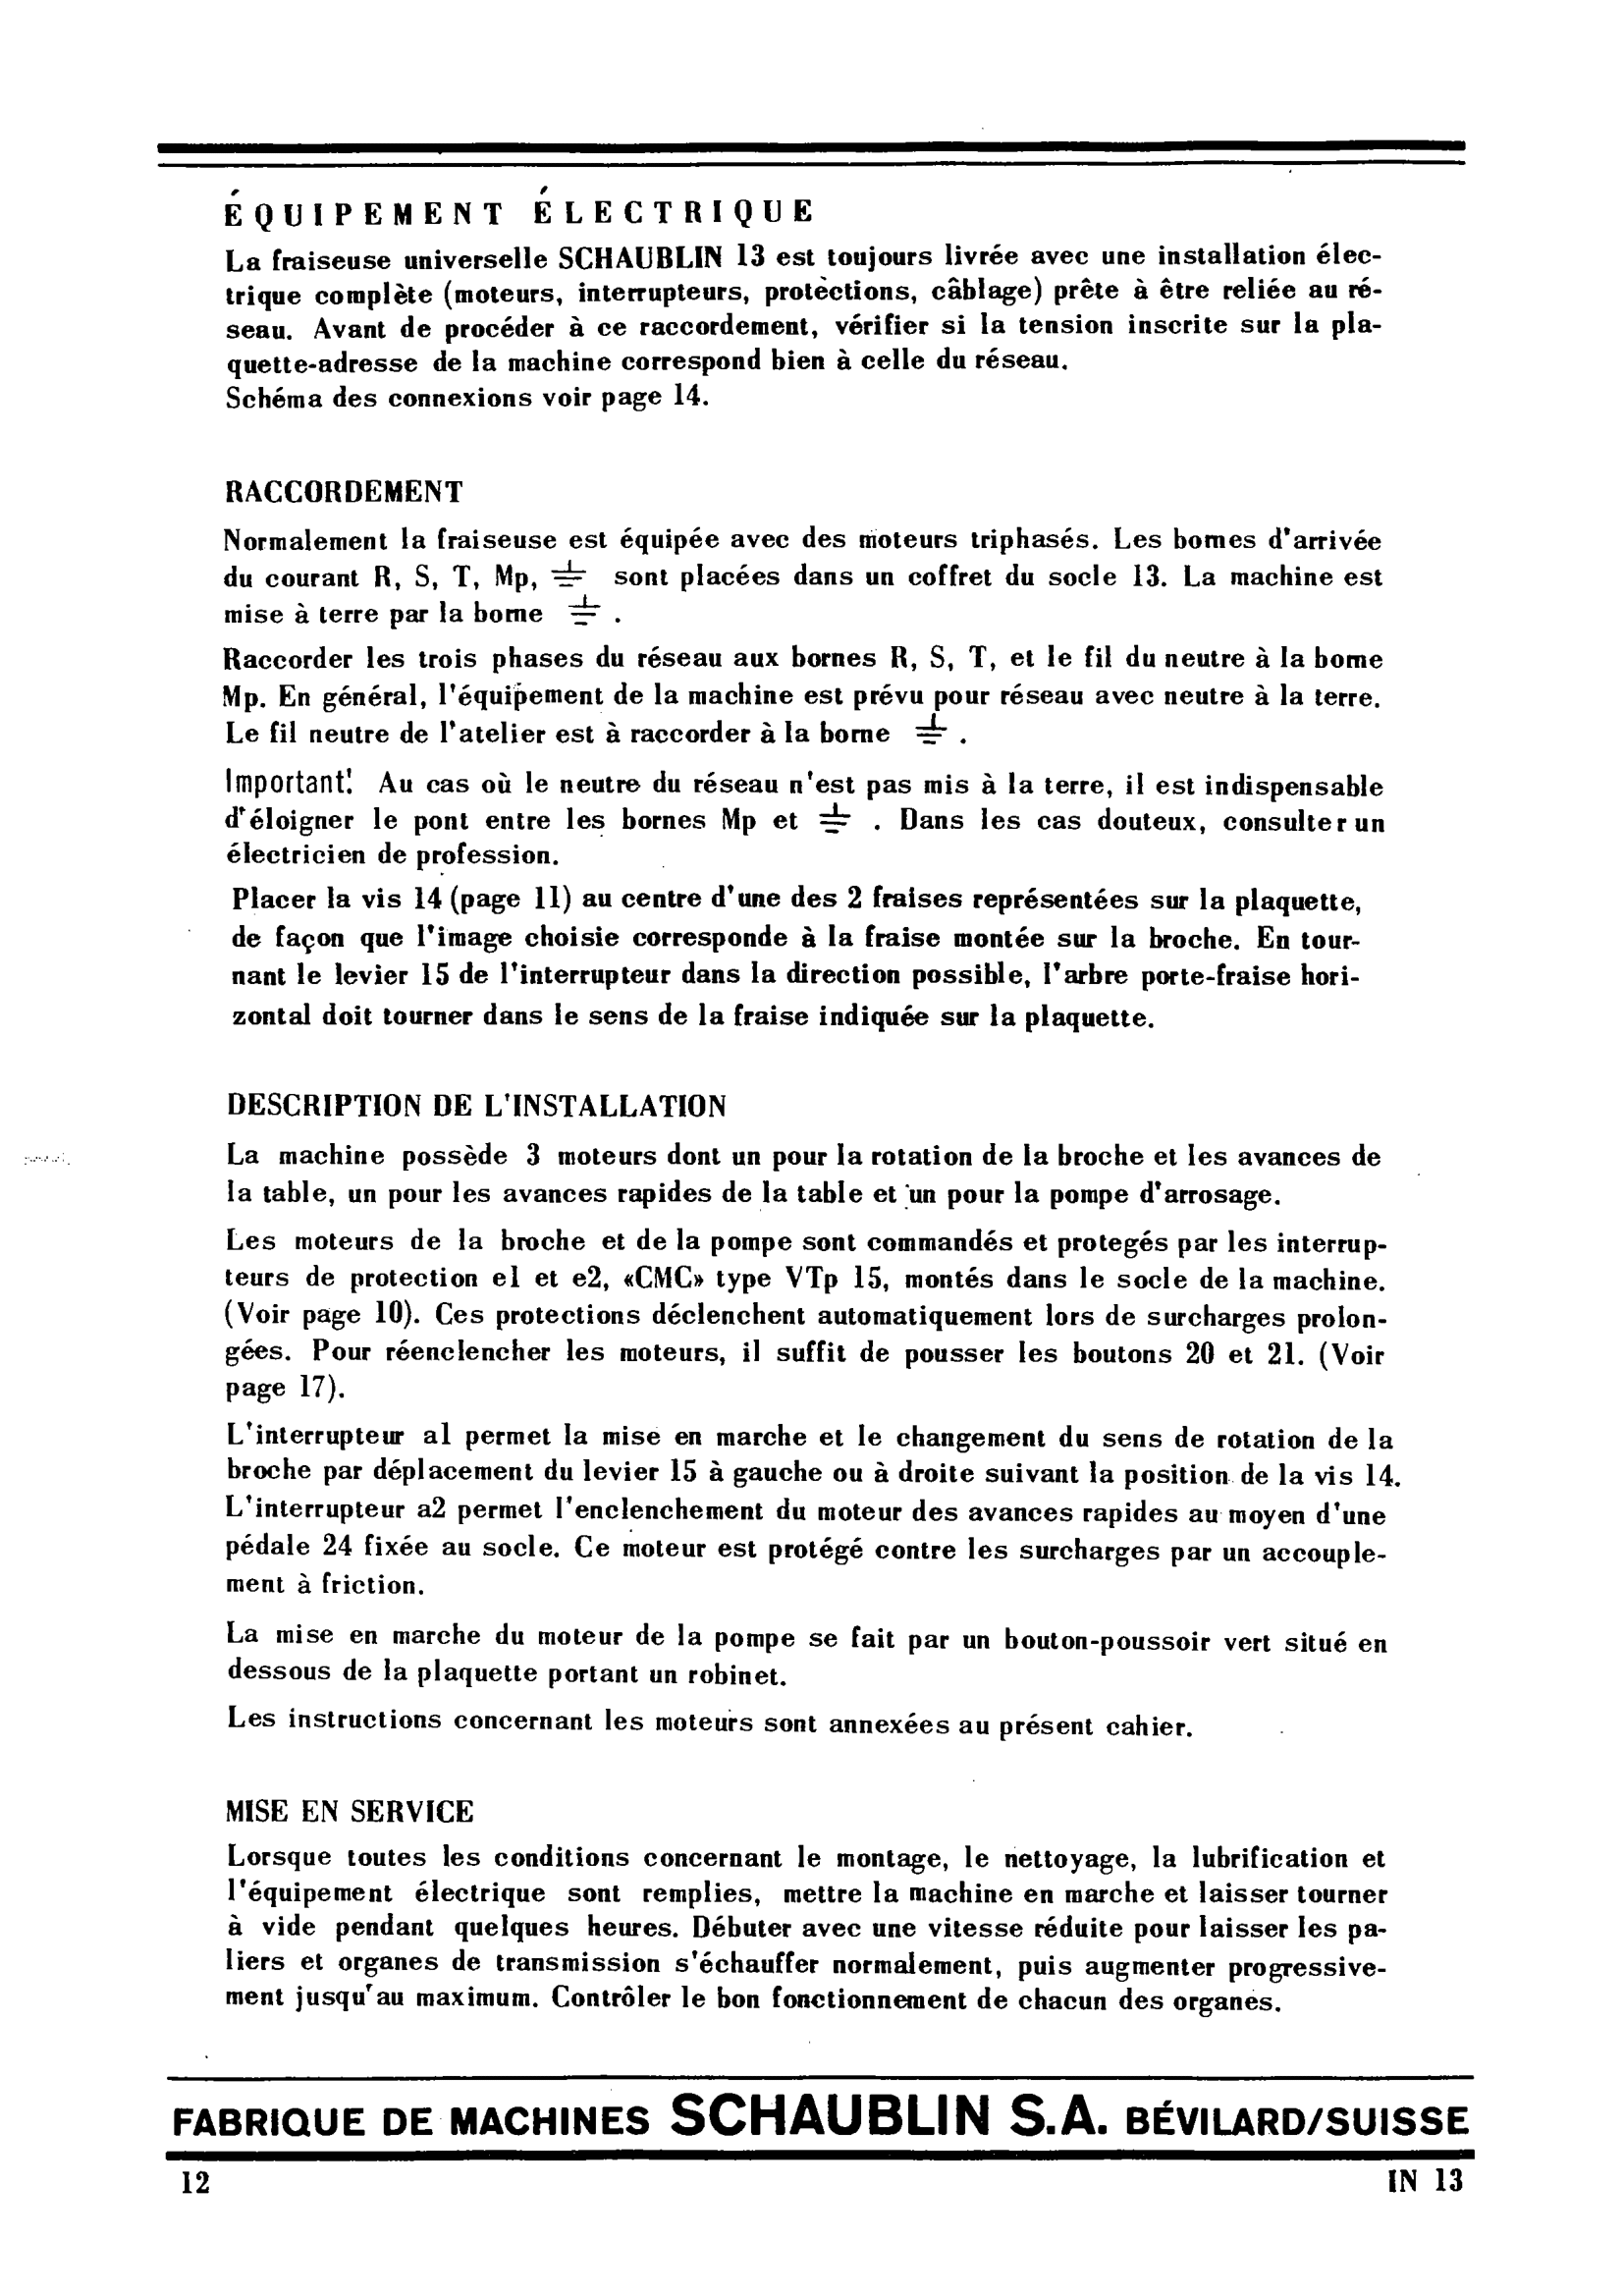 ÉQUIPEMENT ÉLECTRIQUE
La fraiseuse universelle SCHAUBLIN 13 est toujours livrée avec une installation élec-
trique complète (moteurs, interrupteurs, protèctions, câblage) prête à être reliée au ré-
seau. Avant de procéder à ce raccordement, vérifier si la tension inscrite sur la pla-
quette-adresse de la machine correspond bien à celle du réseau.
Schéma des connexions voir page 14.
RACCORDEMENT
Normalement la fraiseuse est équipée avec des moteurs triphasés. Les bornes d'arrivée
du courant R, S, T, Mp, ⏚ sont placées dans un coffret du socle 13. La machine est
mise à terre par la borne ⏚ .
Raccorder les trois phases du réseau aux bornes R, S, T, et le fil du neutre à la borne
Mp. En général, l'équipement de la machine est prévu pour réseau avec neutre à la terre.
Le fil neutre de l'atelier est à raccorder à la borne ⏚ .
Important! Au cas où le neutre du réseau n'est pas mis à la terre, il est indispensable
d'éloigner le pont entre les bornes Mp et ⏚ . Dans les cas douteux, consulter un
électricien de profession.
Placer la vis 14 (page 11) au centre d'une des 2 fraises représentées sur la plaquette,
de façon que l'image choisie corresponde à la fraise montée sur la broche. En tour-
nant le levier 15 de l'interrupteur dans la direction possible, l'arbre porte-fraise hori-
zontal doit tourner dans le sens de la fraise indiquée sur la plaquette.
DESCRIPTION DE L'INSTALLATION
La machine possède 3 moteurs dont un pour la rotation de la broche et les avances de
la table, un pour les avances rapides de la table et un pour la pompe d'arrosage.
Les moteurs de la broche et de la pompe sont commandés et protegés par les interrup-
teurs de protection e1 et e2, «CMC» type VTp 15, montés dans le socle de la machine.
(Voir page 10). Ces protections déclenchent automatiquement lors de surcharges prolon-
gées. Pour réenclencher les moteurs, il suffit de pousser les boutons 20 et 21. (Voir
page 17).
L'interrupteur a1 permet la mise en marche et le changement du sens de rotation de la
broche par déplacement du levier 15 à gauche ou à droite suivant la position de la vis 14.
L'interrupteur a2 permet l'enclenchement du moteur des avances rapides au moyen d'une
pédale 24 fixée au socle. Ce moteur est protégé contre les surcharges par un accouple-
ment à friction.
La mise en marche du moteur de la pompe se fait par un bouton-poussoir vert situé en
dessous de la plaquette portant un robinet.
Les instructions concernant les moteurs sont annexées au présent cahier.
MISE EN SERVICE
Lorsque toutes les conditions concernant le montage, le nettoyage, la lubrification et
l'équipement électrique sont remplies, mettre la machine en marche et laisser tourner
à vide pendant quelques heures. Débuter avec une vitesse réduite pour laisser les pa-
liers et organes de transmission s'échauffer normalement, puis augmenter progressive-
ment jusqu'au maximum. Contrôler le bon fonctionnement de chacun des organes.
FABRIQUE DE MACHINES SCHAUBLIN S.A. BÉVILARD/SUISSE
12
IN 13